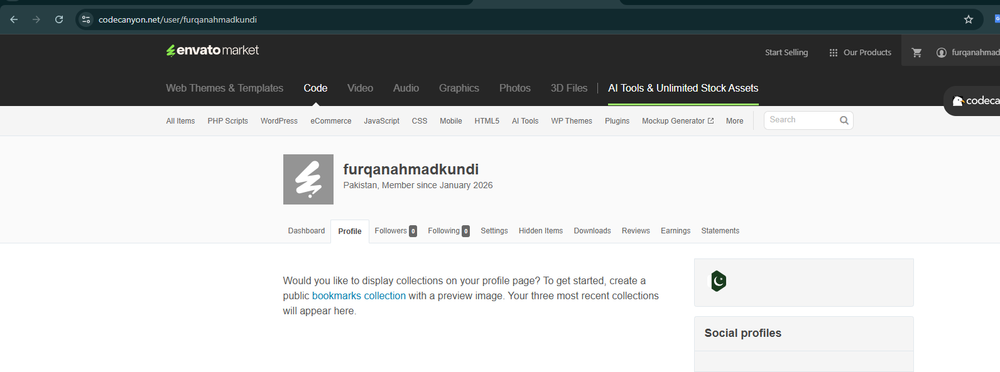 codecanyon.net/user/furqanahmadkundi
envato market
Start Selling
Our Products
furqanahmad
Web Themes & Templates
Code
Video
Audio
Graphics
Photos
3D Files
AI Tools & Unlimited Stock Assets
codeca
All Items
PHP Scripts
WordPress
eCommerce
JavaScript
CSS
Mobile
HTML5
AI Tools
WP Themes
Plugins
Mockup Generator
More
Search
furqanahmadkundi
Pakistan, Member since January 2026
Dashboard
Profile
Followers 0
Following 0
Settings
Hidden Items
Downloads
Reviews
Earnings
Statements
Would you like to display collections on your profile page? To get started, create a
public bookmarks collection with a preview image. Your three most recent collections
will appear here.
Social profiles